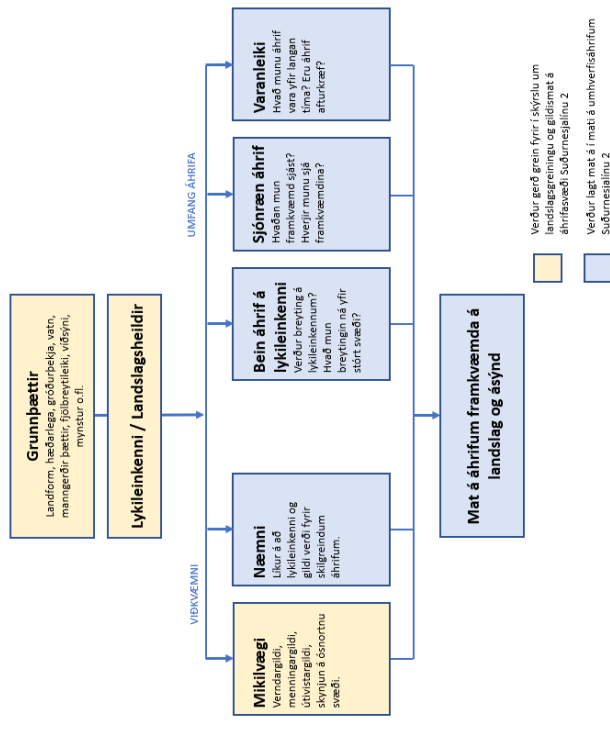 Grunnþættir
Landform, hæðarlega, gróðurþekja, vatn,
manngerðir þættir, fjölbreytileiki, víðsýni,
mynstur o.fl.
Lykileinkenni / Landslagsheildir
VIÐKVÆMNI
UMFANG ÁHRIFA
Mikilvægi
Verndargildi,
menningargildi,
útivistargildi,
skynjun á ósnortnu
svæði.
Næmni
Líkur á að
lykileinkenni og
gildi verði fyrir
skilgreindum
áhrifum.
Bein áhrif á
lykileinkenni
Verður breyting á
lykileinkennum?
Hvað mun
breytingin ná yfir
stórt svæði?
Sjónræn áhrif
Hvaðan mun
framkvæmd sjást?
Hverjir munu sjá
framkvæmdina?
Varanleiki
Hvað munu áhrif
vara yfir langan
tíma? Eru áhrif
afturkræf?
Mat á áhrifum framkvæmda á
landslag og ásýnd
Verður gerð grein fyrir í skýrslu um
landslagsgreiningu og gildismat á
áhrifasvæði Suðurnesjalínu 2
Verður lagt mat á í mati á umhverfisáhrifum
Suðurnesjalínu 2